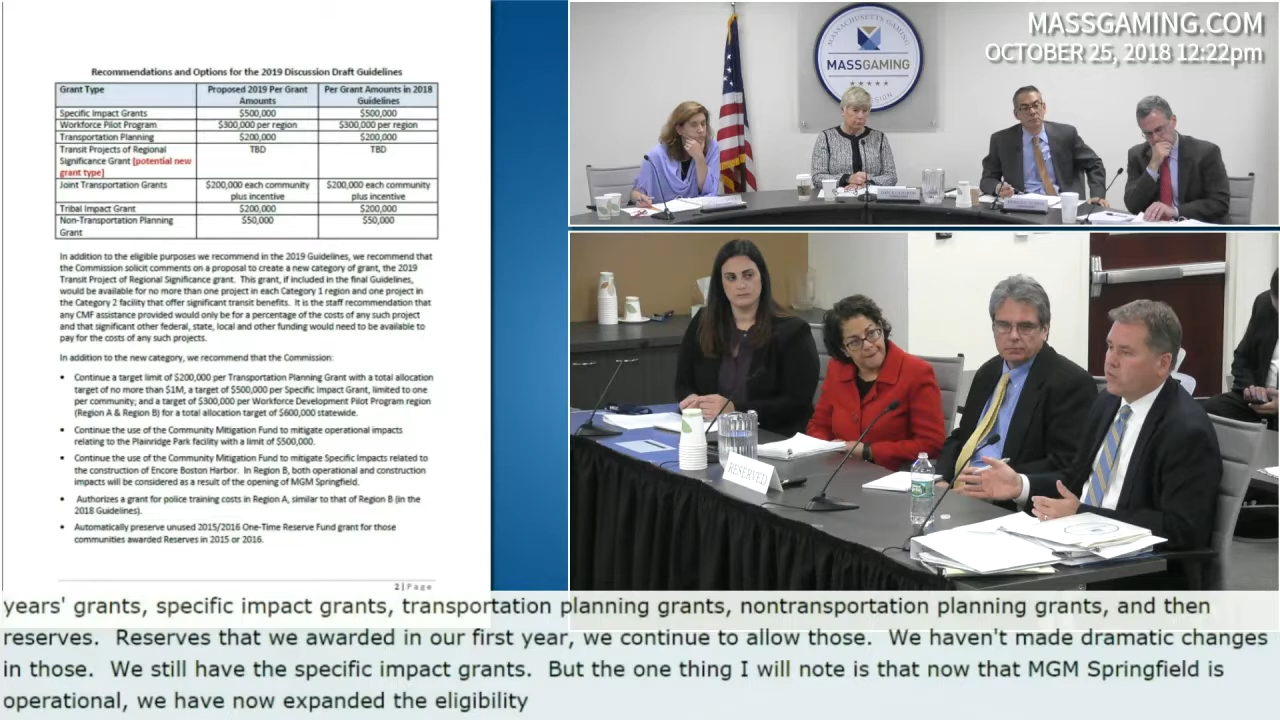 MASSGAMING.COM
OCTOBER 25, 2018 12:22pm
MASSACHUSETTS GAMING
MASSGAMING
RESERVED
Recommendations and Options for the 2019 Discussion Draft Guidelines
Grant Type Proposed 2019 Per Grant Amounts Per Grant Amounts in 2018 Guidelines
Specific Impact Grants $500,000 $500,000
Workforce Pilot Program $300,000 per region $300,000 per region
Transportation Planning $200,000 $200,000
Transit Projects of Regional Significance Grant [potential new grant type] TBD TBD
Joint Transportation Grants $200,000 each community plus incentive $200,000 each community plus incentive
Tribal Impact Grant $200,000 $200,000
Non-Transportation Planning Grant $50,000 $50,000
In addition to the eligible purposes we recommend in the 2019 Guidelines, we recommend that
the Commission solicit comments on a proposal to create a new category of grant, the 2019
Transit Project of Regional Significance grant. This grant, if included in the final Guidelines,
would be available for no more than one project in each Category 1 region and one project in
the Category 2 facility that offer significant transit benefits. It is the staff recommendation that
any CMF assistance provided would only be for a percentage of the costs of any such project
and that significant other federal, state, local and other funding would need to be available to
pay for the costs of any such projects.
In addition to the new category, we recommend that the Commission:
• Continue a target limit of $200,000 per Transportation Planning Grant with a total allocation
target of no more than $1M, a target of $500,000 per Specific Impact Grant, limited to one
per community; and a target of $300,000 per Workforce Development Pilot Program region
(Region A & Region B) for a total allocation target of $600,000 statewide.
• Continue the use of the Community Mitigation Fund to mitigate operational impacts
relating to the Plainridge Park facility with a limit of $500,000.
• Continue the use of the Community Mitigation Fund to mitigate Specific Impacts related to
the construction of Encore Boston Harbor. In Region B, both operational and construction
impacts will be considered as a result of the opening of MGM Springfield.
• Authorizes a grant for police training costs in Region A, similar to that of Region B (in the
2018 Guidelines).
• Automatically preserve unused 2015/2016 One-Time Reserve Fund grant for those
communities awarded Reserves in 2015 or 2016.
2 | Page
years' grants, specific impact grants, transportation planning grants, nontransportation planning grants, and then
reserves. Reserves that we awarded in our first year, we continue to allow those. We haven't made dramatic changes
in those. We still have the specific impact grants. But the one thing I will note is that now that MGM Springfield is
operational, we have now expanded the eligibility